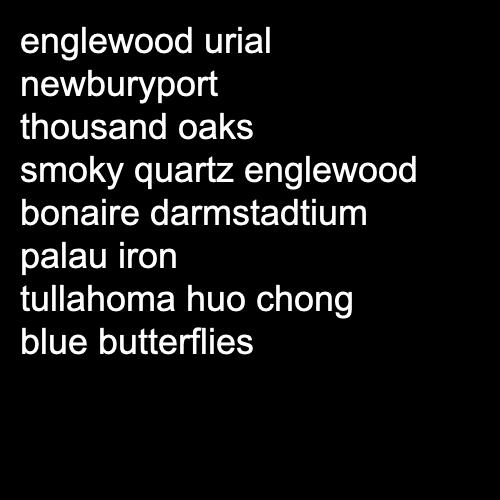 englewood urial
newburyport
thousand oaks
smoky quartz englewood
bonaire darmstadtium
palau iron
tullahoma huo chong
blue butterflies